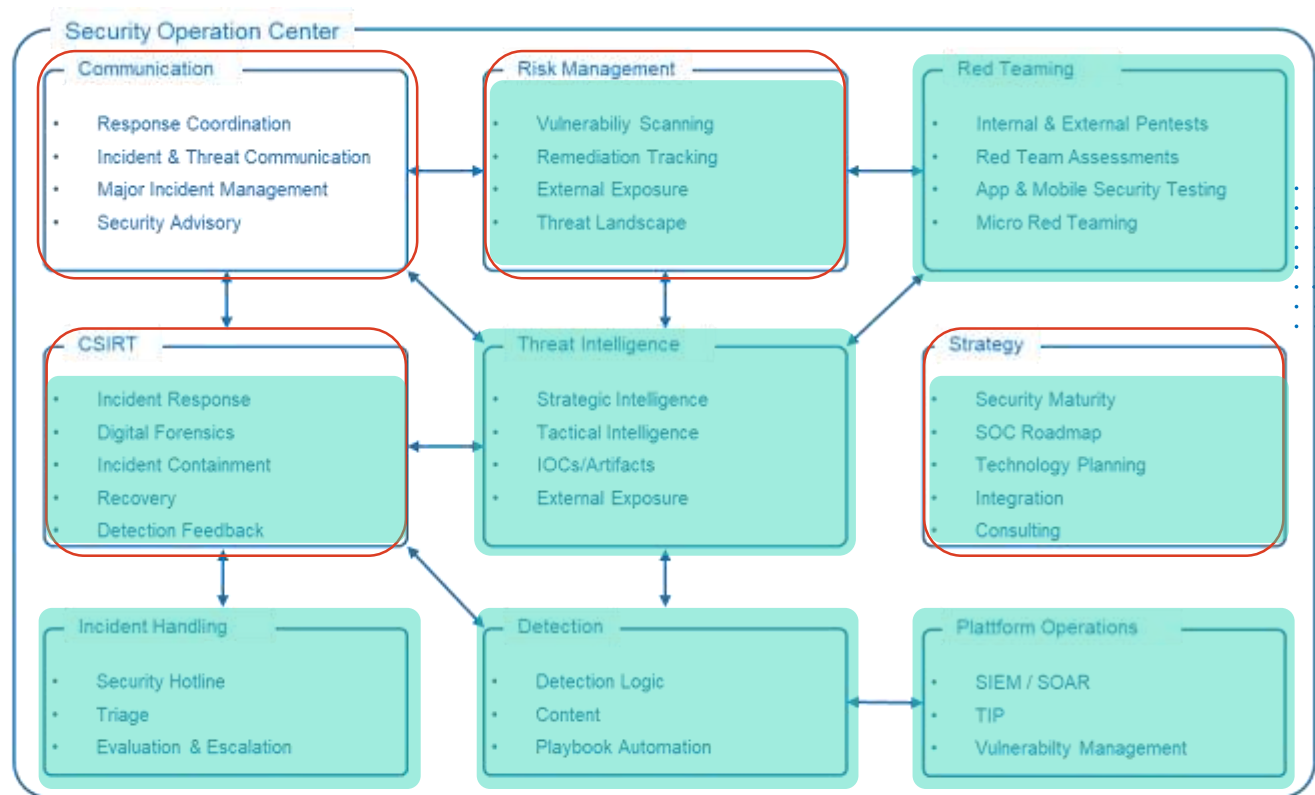 Security Operation Center
Communication
• Response Coordination
• Incident & Threat Communication
• Major Incident Management
• Security Advisory
Risk Management
• Vulnerabiliy Scanning
• Remediation Tracking
• External Exposure
• Threat Landscape
Red Teaming
• Internal & External Pentests
• Red Team Assessments
• App & Mobile Security Testing
• Micro Red Teaming
CSIRT
• Incident Response
• Digital Forensics
• Incident Containment
• Recovery
• Detection Feedback
Threat Intelligence
• Strategic Intelligence
• Tactical Intelligence
• IOCs/Artifacts
• External Exposure
Strategy
• Security Maturity
• SOC Roadmap
• Technology Planning
• Integration
• Consulting
Incident Handling
• Security Hotline
• Triage
• Evaluation & Escalation
Detection
• Detection Logic
• Content
• Playbook Automation
Plattform Operations
• SIEM / SOAR
• TIP
• Vulnerabilty Management